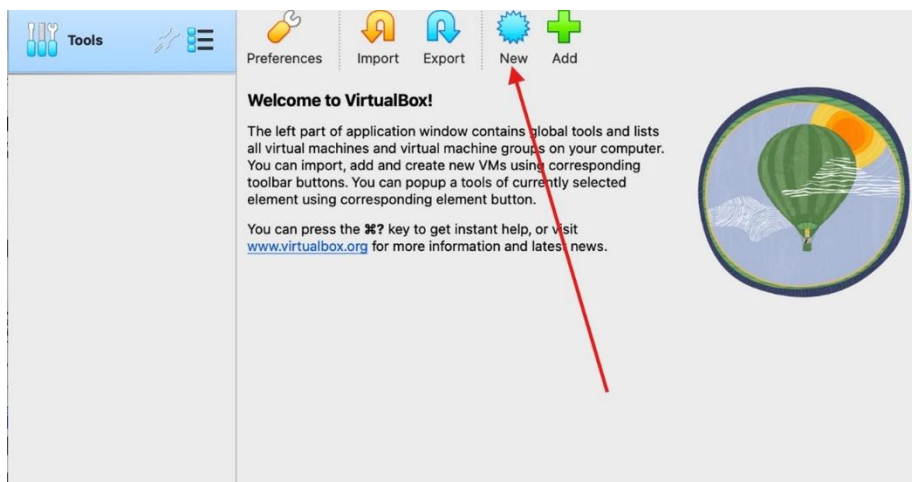 Tools
Preferences Import Export New Add
Welcome to VirtualBox!
The left part of application window contains global tools and lists
all virtual machines and virtual machine groups on your computer.
You can import, add and create new VMs using corresponding
toolbar buttons. You can popup a tools of currently selected
element using corresponding element button.
You can press the ⌘? key to get instant help, or visit
www.virtualbox.org for more information and latest news.